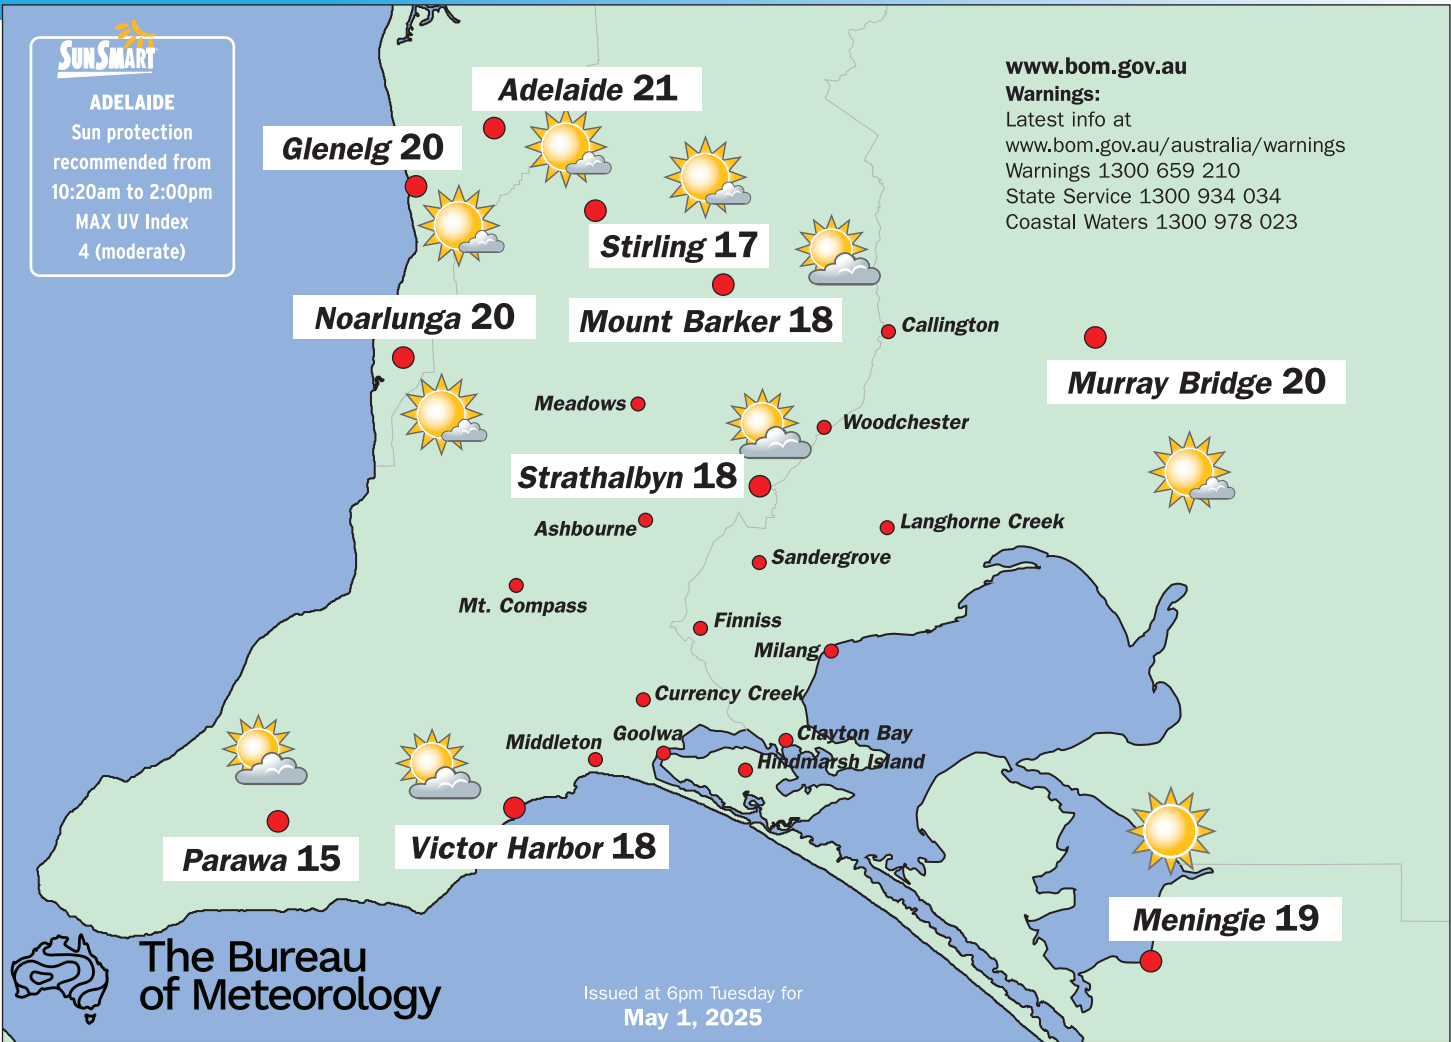 SUNSMART
ADELAIDE
Sun protection
recommended from
10:20am to 2:00pm
MAX UV Index
4 (moderate)
www.bom.gov.au
Warnings:
Latest info at
www.bom.gov.au/australia/warnings
Warnings 1300 659 210
State Service 1300 934 034
Coastal Waters 1300 978 023
Adelaide 21
Glenelg 20
Stirling 17
Noarlunga 20
Mount Barker 18
Callington
Murray Bridge 20
Meadows
Woodchester
Strathalbyn 18
Ashbourne
Langhorne Creek
Sandergrove
Mt. Compass
Finniss
Milang
Currency Creek
Middleton
Goolwa
Clayton Bay
Hindmarsh Island
Parawa 15
Victor Harbor 18
Meningie 19
The Bureau
of Meteorology
Issued at 6pm Tuesday for
May 1, 2025